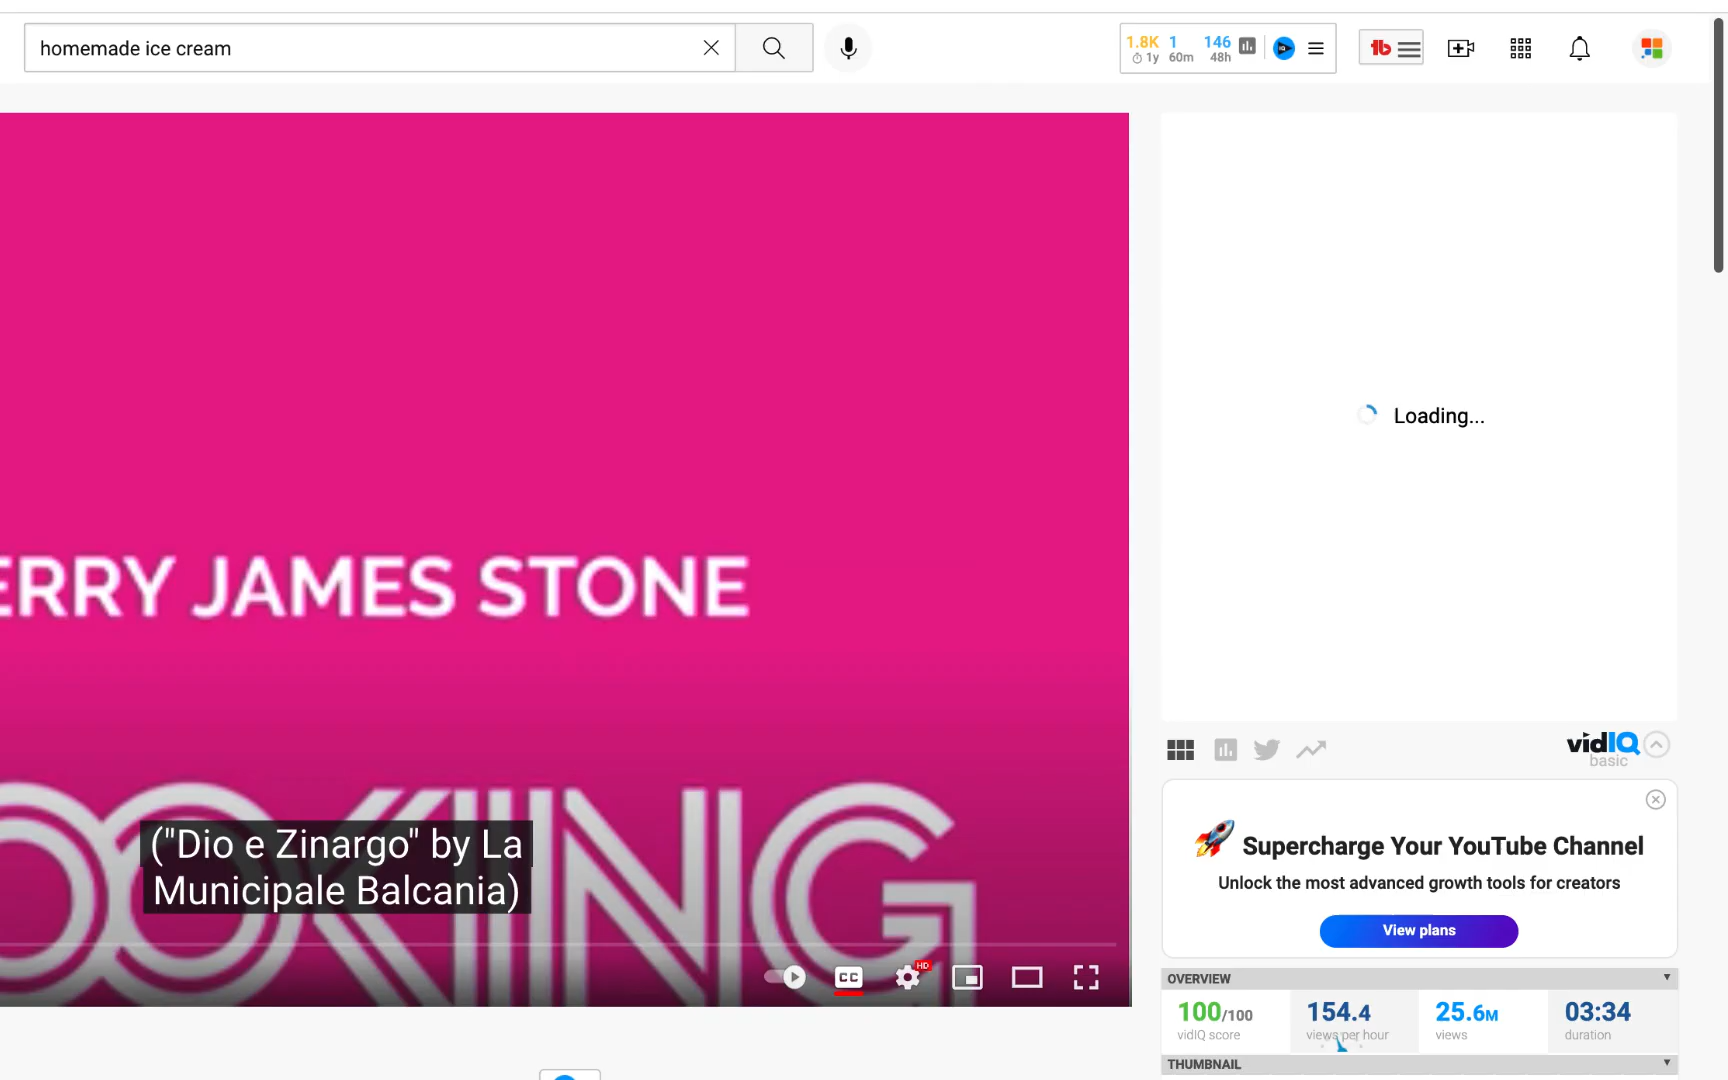 homemade ice cream
1.8K 1 146
1y 60m 48h
ERRY JAMES STONE
OOKING
("Dio e Zinargo" by La
Municipale Balcania)
CC
HD
Loading...
vidIQ
basic
Supercharge Your YouTube Channel
Unlock the most advanced growth tools for creators
View plans
OVERVIEW
100/100 154.4 25.6M 03:34
vidIQ score views per hour views duration
THUMBNAIL